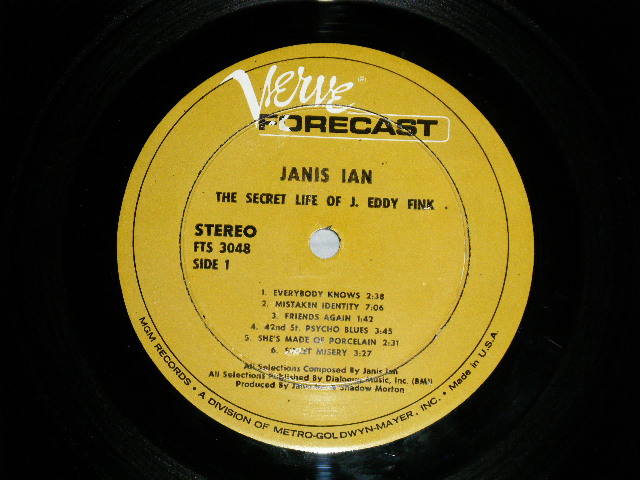 Verve ®
FORECAST
JANIS IAN
THE SECRET LIFE OF J. EDDY FINK
STEREO
FTS 3048
SIDE 1
1. EVERYBODY KNOWS 2:38
2. MISTAKEN IDENTITY 7:06
3. FRIENDS AGAIN 1:42
4. 42nd St. PSYCHO BLUES 3:45
5. SHE'S MADE OF PORCELAIN 2:31
6. SWEET MISERY 3:27
All Selections Composed By Janis Ian
All Selections Published By Dialogue Music, Inc. (BMI)
Produced By Shadow Morton
MGM RECORDS • A DIVISION OF METRO-GOLDWYN-MAYER, INC. • Made in U.S.A.